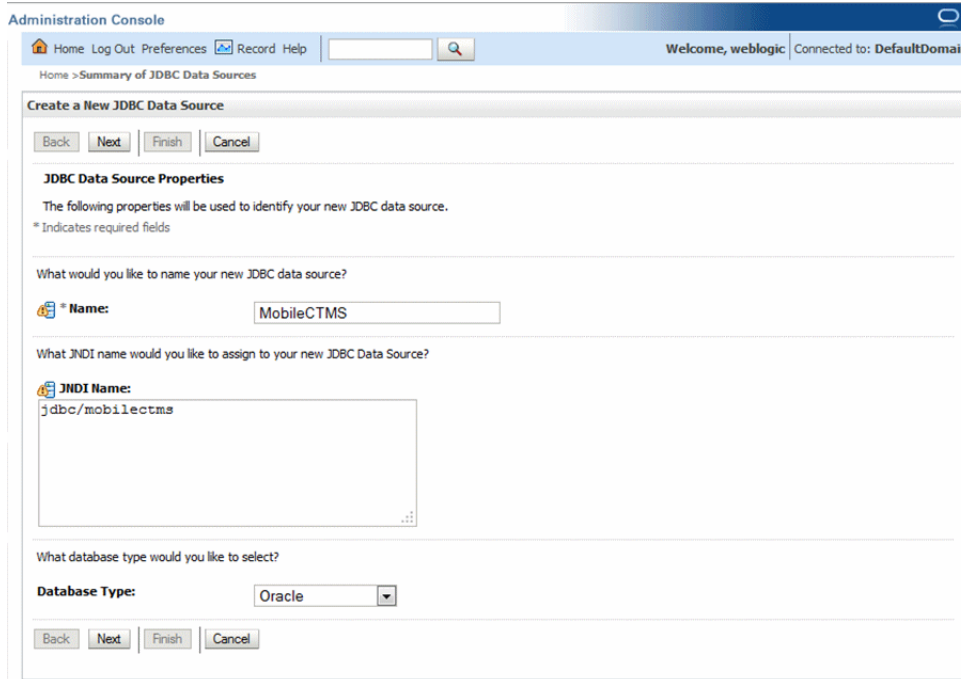 Administration Console
Home Log Out Preferences Record Help
Welcome, weblogic Connected to: DefaultDomai
Home >Summary of JDBC Data Sources
Create a New JDBC Data Source
Back Next Finish Cancel
JDBC Data Source Properties
The following properties will be used to identify your new JDBC data source.
* Indicates required fields
What would you like to name your new JDBC data source?
* Name: MobileCTMS
What JNDI name would you like to assign to your new JDBC Data Source?
JNDI Name:
jdbc/mobilectms
What database type would you like to select?
Database Type: Oracle
Back Next Finish Cancel